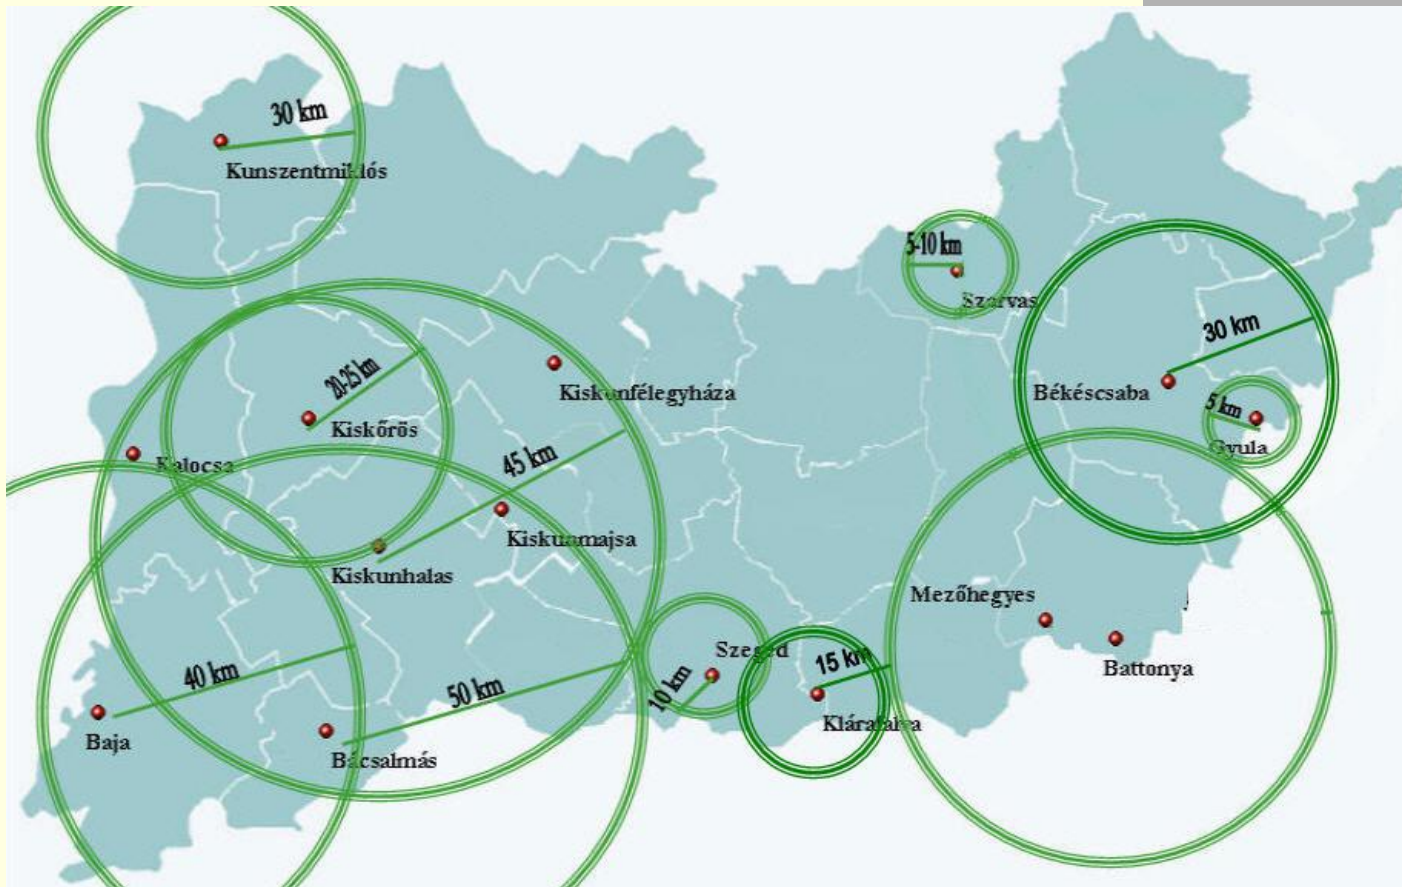 30 km
Kunszentmiklós
5-10 km
Szarvas
30 km
20-25 km
Kiskunfélegyháza
Békéscsaba
5 km
Kiskőrös
Gyula
Kalocsa
45 km
Kiskunmajsa
Kiskunhalas
Mezőhegyes
Szeged
15 km
Battonya
40 km
50 km
10 km
Klárafalva
Baja
Bácsalmás